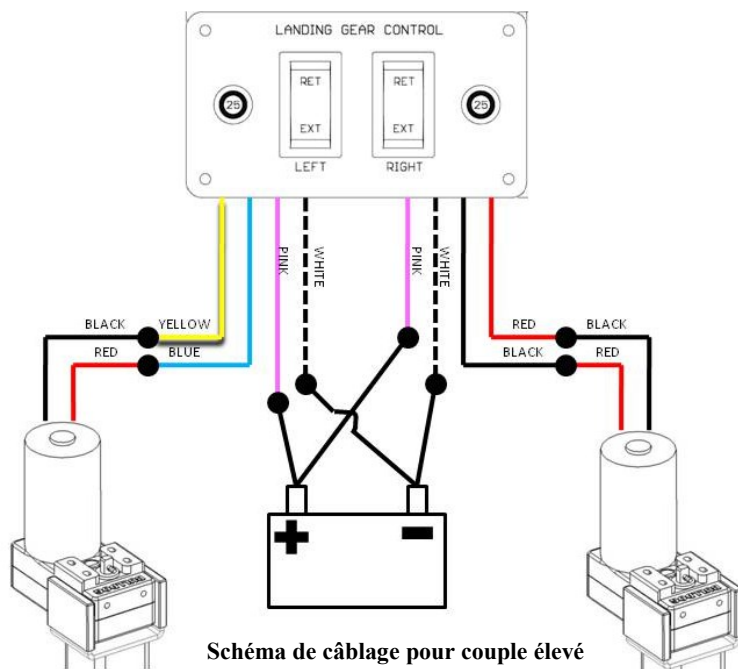 LANDING GEAR CONTROL
25
RET
EXT
LEFT
RET
EXT
RIGHT
25
PINK
WHITE
PINK
WHITE
BLACK
YELLOW
RED
BLUE
RED
BLACK
BLACK
RED
+
-
Schéma de câblage pour couple élevé